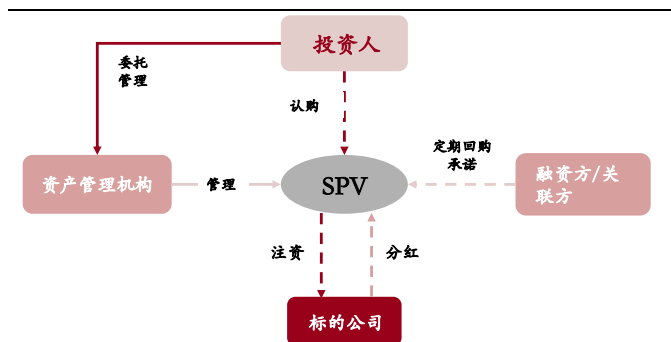 投资人
委托
管理
认购
定期回购
承诺
资产管理机构
管理
SPV
融资方/关
联方
注资
分红
标的公司